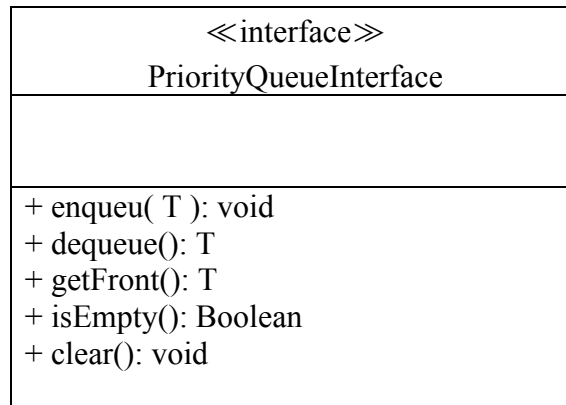 ≪interface≫
PriorityQueueInterface
+ enqueu( T ): void
+ dequeue(): T
+ getFront(): T
+ isEmpty(): Boolean
+ clear(): void